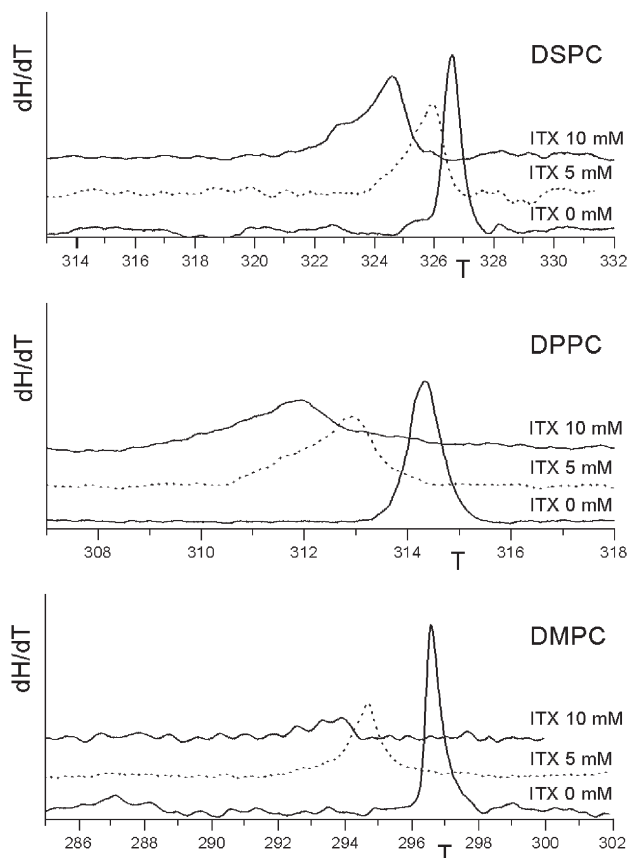 dH/dT
DSPC
ITX 10 mM
ITX 5 mM
ITX 0 mM
314 316 318 320 322 324 326 328 330 332
T
dH/dT
DPPC
ITX 10 mM
ITX 5 mM
ITX 0 mM
308 310 312 314 316 318
T
dH/dT
DMPC
ITX 10 mM
ITX 5 mM
ITX 0 mM
286 288 290 292 294 296 298 300 302
T